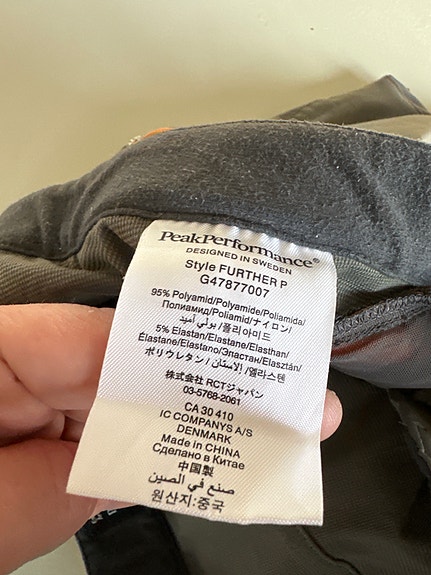 PeakPerformance®
DESIGNED IN SWEDEN
Style FURTHER P
G47877007
95% Polyamid/Polyamide/Poliamida/
Полиамид/Poliamid/ナイロン/
بولي أميد/폴리아미드
5% Elastan/Elastane/Elasthan/
Élastane/Elastano/Эластан/Elasztán/
ポリウレタン/الإلاستان/엘라스텐
株式会社 RCTジャパン
03-5768-2061
CA 30 410
IC COMPANYS A/S
DENMARK
Made in CHINA
Сделано в Китае
中国製
صنع في الصين
원산지:중국